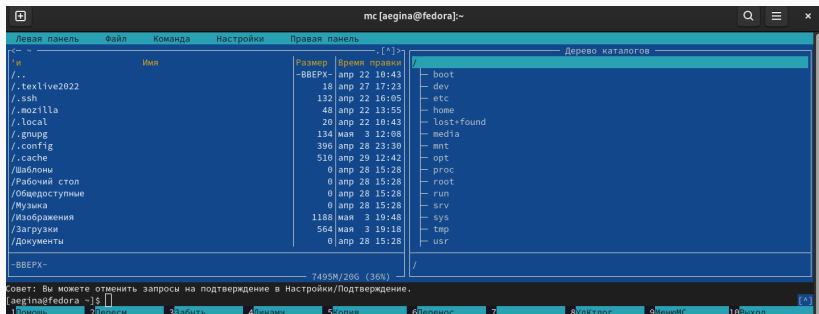 mc [aegina@fedora]:~
Левая панель Файл Команда Настройки Правая панель
<— ~ .[^]>
'и Имя Размер Время правки
/.. -ВВЕРХ- апр 22 10:43
/.texlive2022 18 апр 27 17:23
/.ssh 132 апр 22 16:05
/.mozilla 48 апр 22 13:55
/.local 20 апр 22 10:43
/.gnupg 134 мая 3 12:08
/.config 396 апр 28 23:30
/.cache 510 апр 29 12:42
/Шаблоны 0 апр 28 15:28
/Рабочий стол 0 апр 28 15:28
/Общедоступные 0 апр 28 15:28
/Музыка 0 апр 28 15:28
/Изображения 1188 мая 3 19:48
/Загрузки 564 мая 3 19:18
/Документы 0 апр 28 15:28
-ВВЕРХ-
7495M/20G (36%)
Дерево каталогов
/
boot
dev
etc
home
lost+found
media
mnt
opt
proc
root
run
srv
sys
tmp
usr
/
Совет: Вы можете отменить запросы на подтверждение в Настройки/Подтверждение.
[aegina@fedora ~]$ [^]
1Помощь 2Пересм 3Забыть 4Динамч 5Копия 6Перенос 7 8УдКтлог 9МенюМС 10Выход